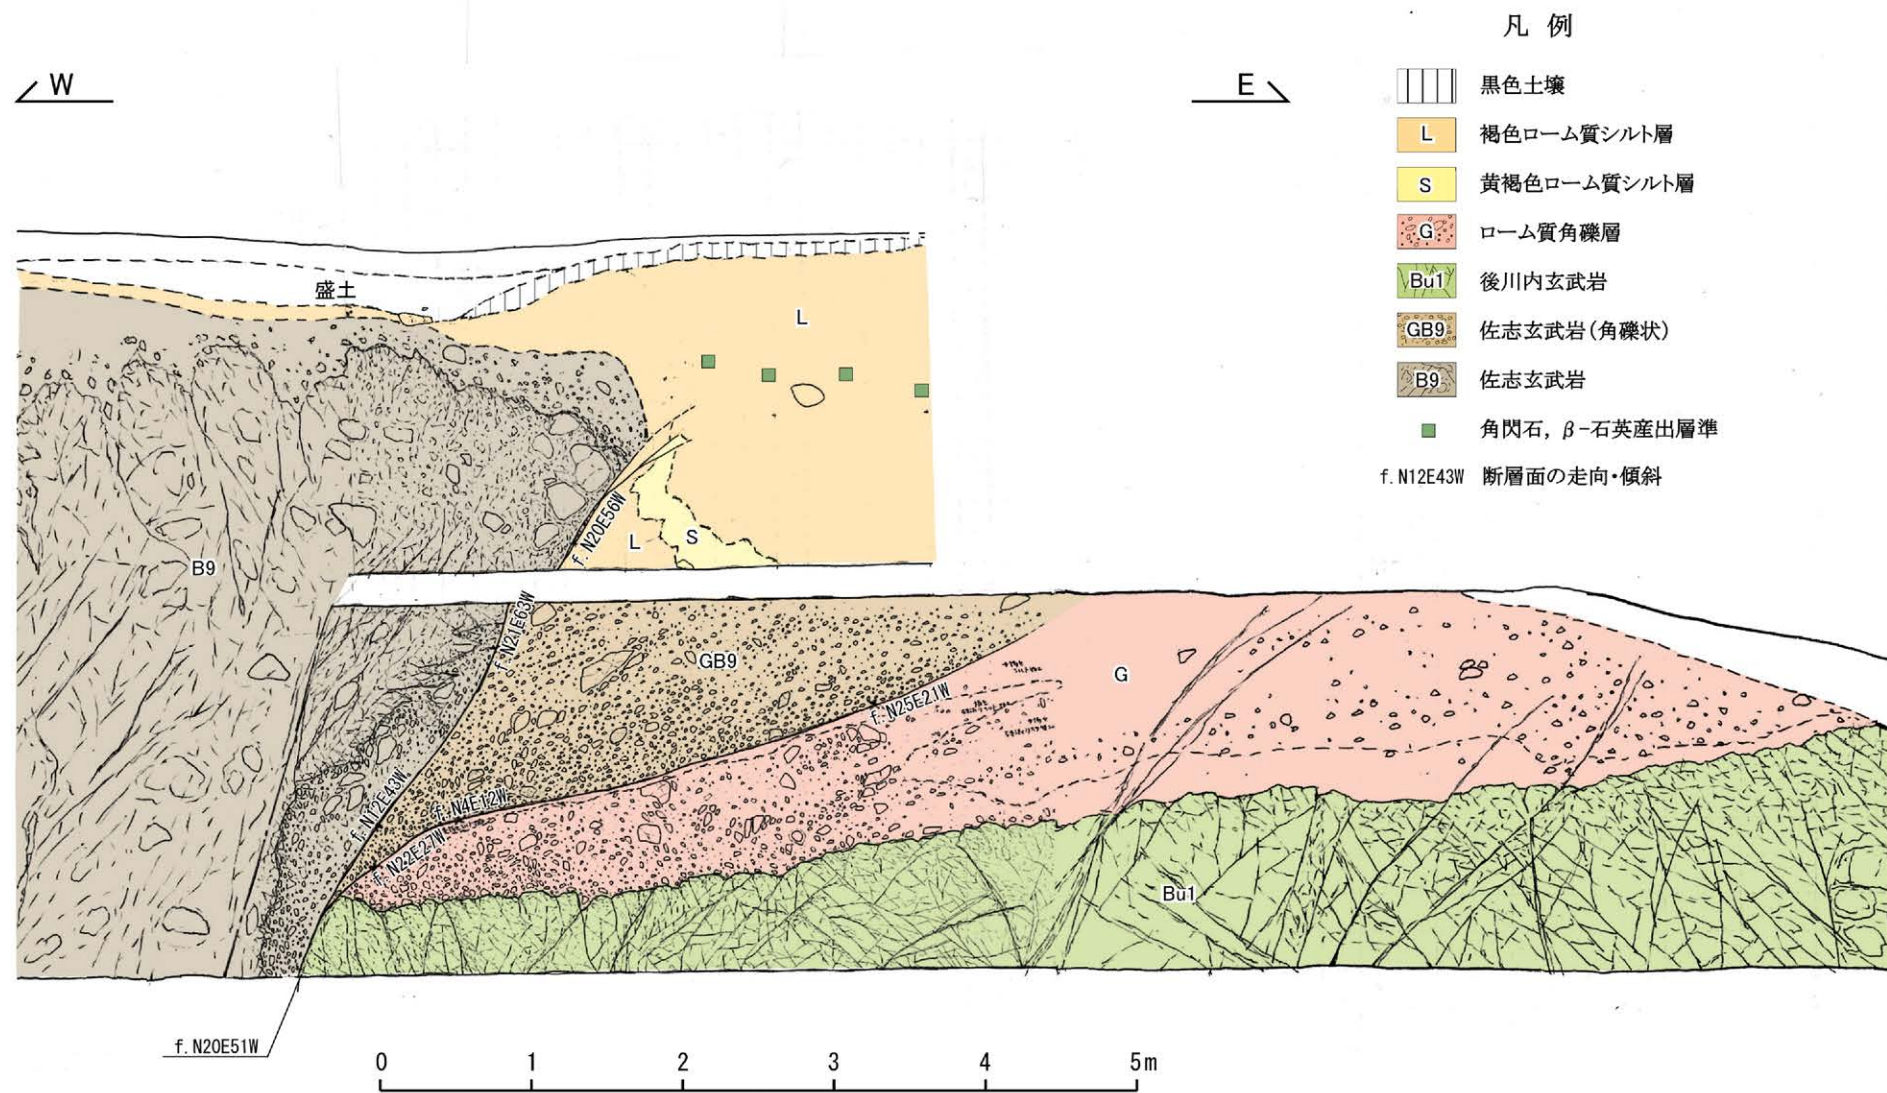 凡 例
W
E
黒色土壌
L 褐色ローム質シルト層
S 黄褐色ローム質シルト層
G ローム質角礫層
Bu1 後川内玄武岩
GB9 佐志玄武岩(角礫状)
B9 佐志玄武岩
角閃石, β-石英産出層準
f. N12E43W 断層面の走向・傾斜
盛土
L
f. N20E56W
L
S
B9
f. N21E63W
GB9
G
f. N25E21W
f. N12E43W
f. N4E12W
f. N22E27W
Bu1
f. N20E51W
0 1 2 3 4 5m